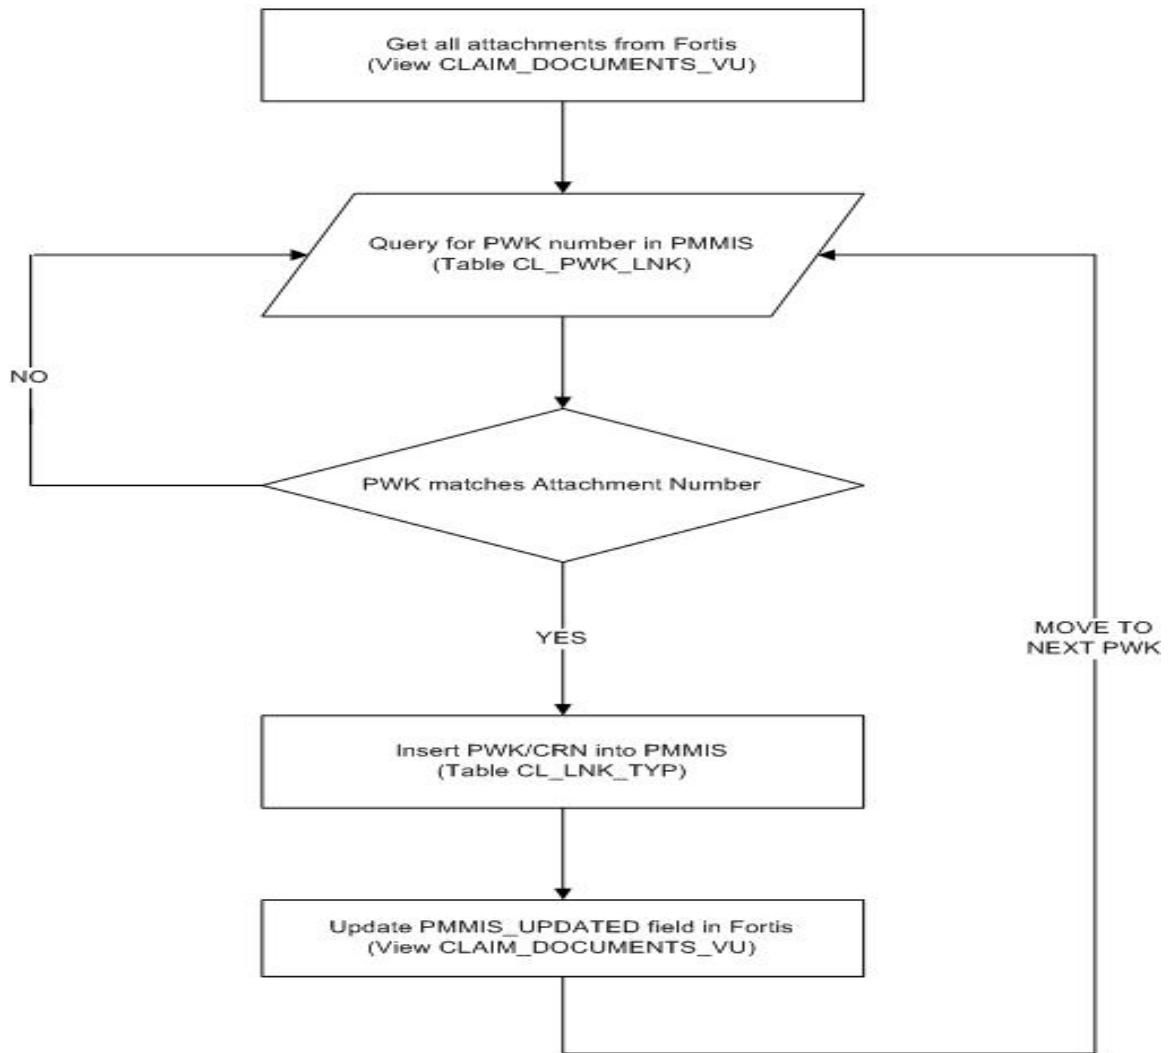 Get all attachments from Fortis
(View CLAIM_DOCUMENTS_VU)
Query for PWK number in PMMIS
(Table CL_PWK_LNK)
NO
PWK matches Attachment Number
YES
MOVE TO
NEXT PWK
Insert PWK/CRN into PMMIS
(Table CL_LNK_TYP)
Update PMMIS_UPDATED field in Fortis
(View CLAIM_DOCUMENTS_VU)